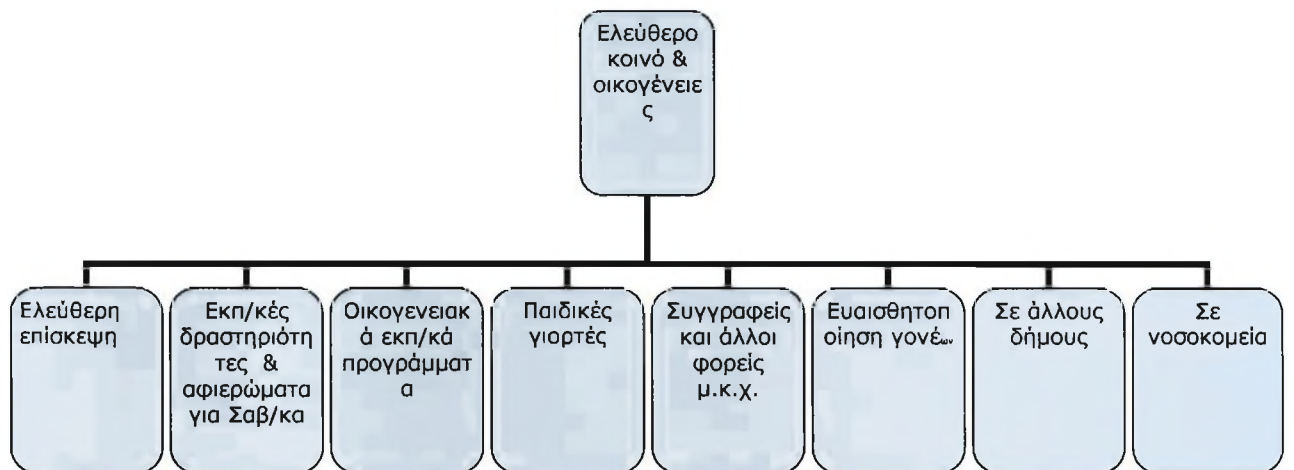 Ελεύθερο
κοινό &
οικογένειε
ς
Ελεύθερη
επίσκεψη
Εκπ/κές
δραστηριότη
τες &
αφιερώματα
για Σαβ/κα
Οικογενειακ
ά εκπ/κά
προγράμματ
α
Παιδικές
γιορτές
Συγγραφείς
και άλλοι
φορείς
μ.κ.χ.
Ευαισθητοπ
οίηση γονέων
Σε άλλους
δήμους
Σε
νοσοκομεία